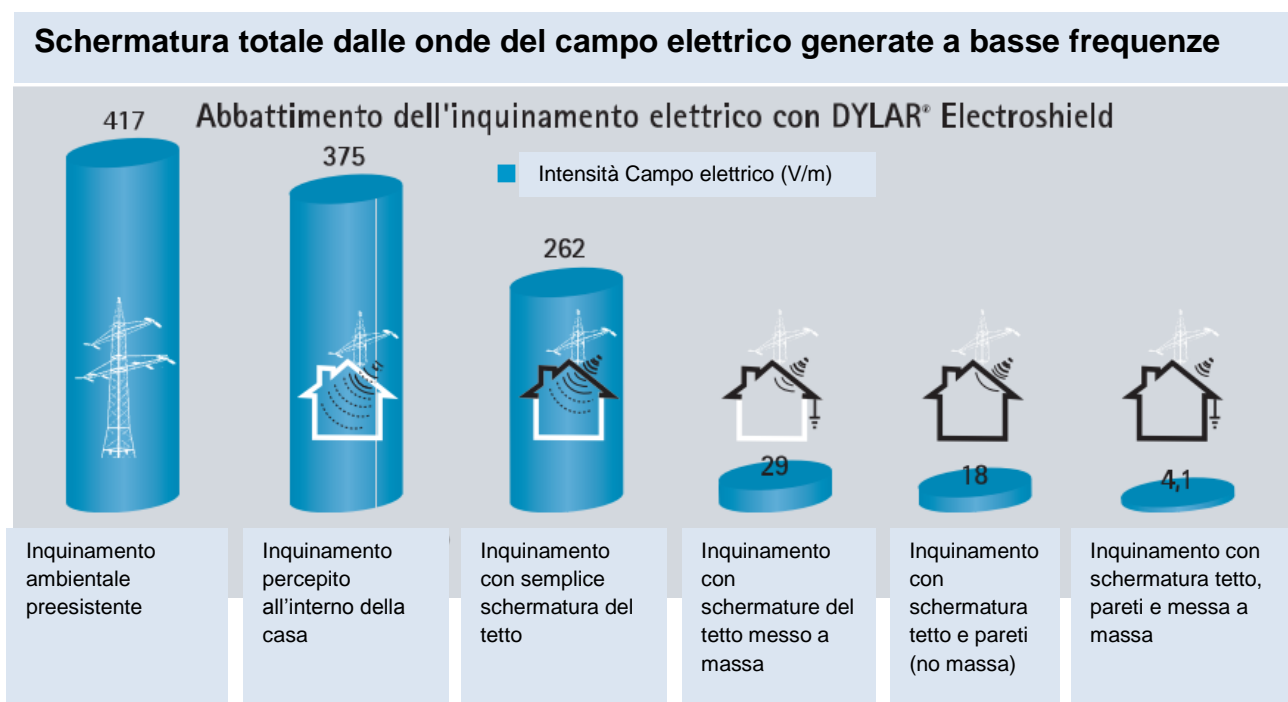 Schermatura totale dalle onde del campo elettrico generate a basse frequenze
Abbattimento dell'inquinamento elettrico con DYLAR® Electroshield
417
375
Intensità Campo elettrico (V/m)
262
29
18
4,1
Inquinamento
ambientale
preesistente
Inquinamento
percepito
all’interno della
casa
Inquinamento
con semplice
schermatura del
tetto
Inquinamento
con
schermature del
tetto messo a
massa
Inquinamento
con
schermatura
tetto e pareti
(no massa)
Inquinamento con
schermatura tetto,
pareti e messa a
massa